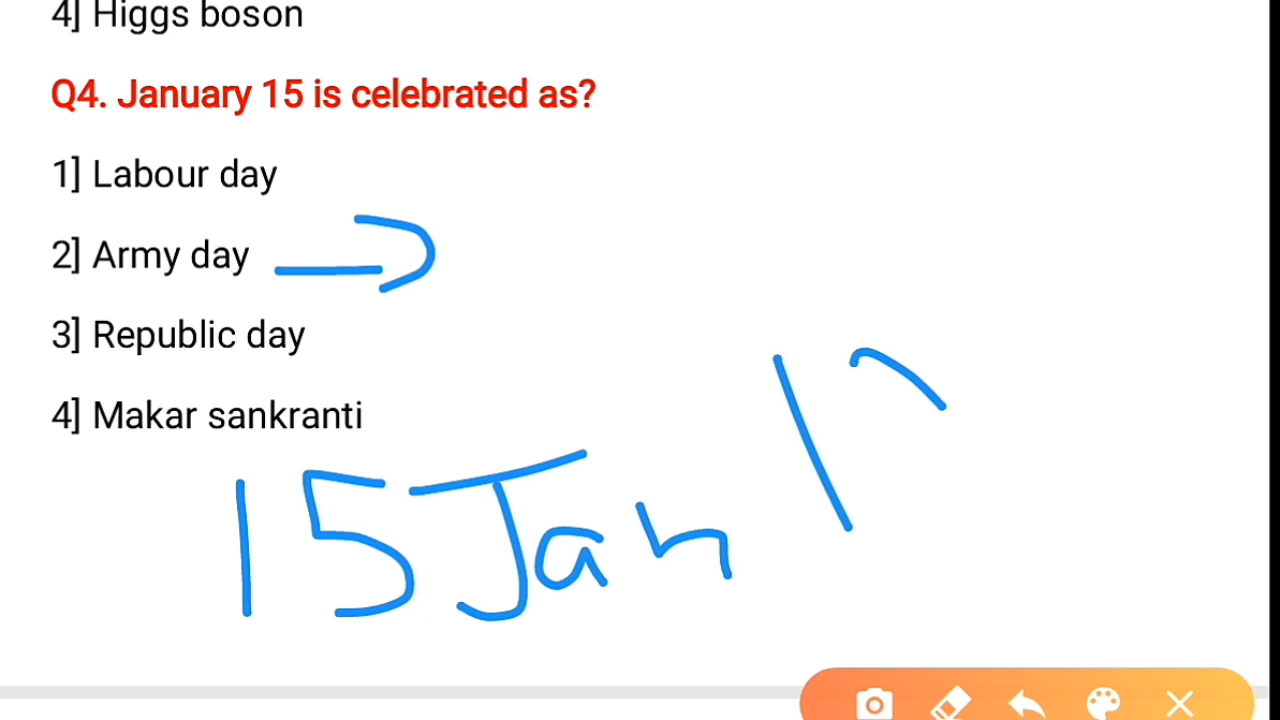 4] Higgs boson
Q4. January 15 is celebrated as?
1] Labour day
2] Army day
3] Republic day
4] Makar sankranti
15 Jan 1